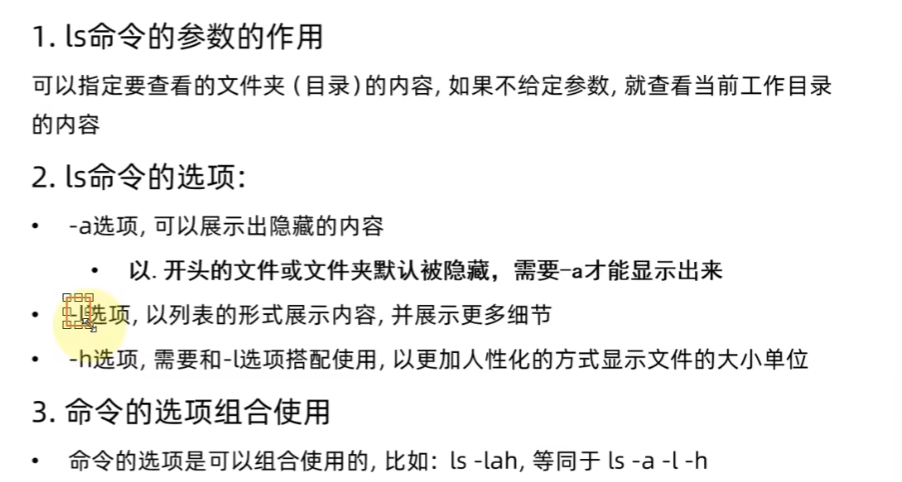 1. ls命令的参数的作用
可以指定要查看的文件夹（目录）的内容, 如果不给定参数, 就查看当前工作目录
的内容
2. ls命令的选项:
• -a选项, 可以展示出隐藏的内容
• 以. 开头的文件或文件夹默认被隐藏，需要-a才能显示出来
• -l选项, 以列表的形式展示内容, 并展示更多细节
• -h选项, 需要和-l选项搭配使用, 以更加人性化的方式显示文件的大小单位
3. 命令的选项组合使用
• 命令的选项是可以组合使用的, 比如：ls -lah, 等同于 ls -a -l -h